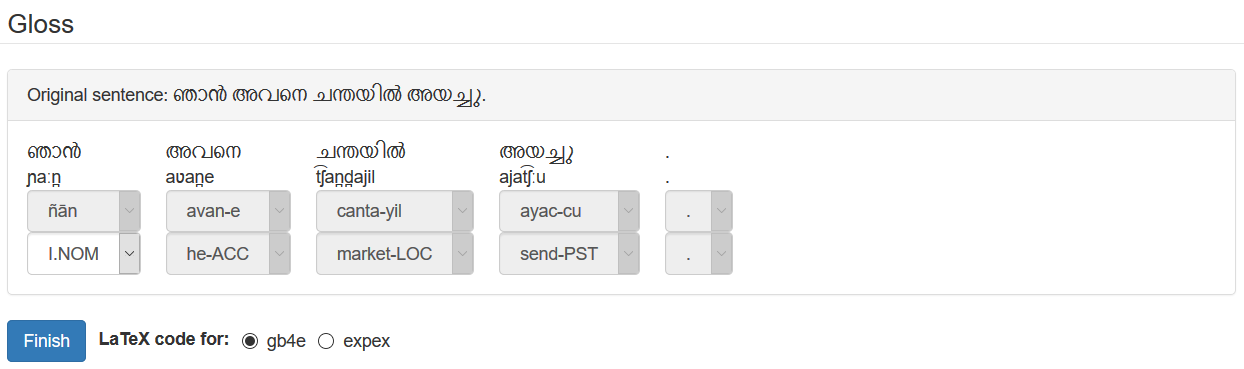 Gloss
Original sentence: ഞാൻ അവനെ ചന്തയിൽ അയച്ചു.
ഞാൻ അവനെ ചന്തയിൽ അയച്ചു .
ɲaːn̪ aʋan̪e t͡ʃan̪d̪ajil ajat͡ʃːu .
ñān avan-e canta-yil ayac-cu .
I.NOM he-ACC market-LOC send-PST .
Finish LaTeX code for: gb4e expex